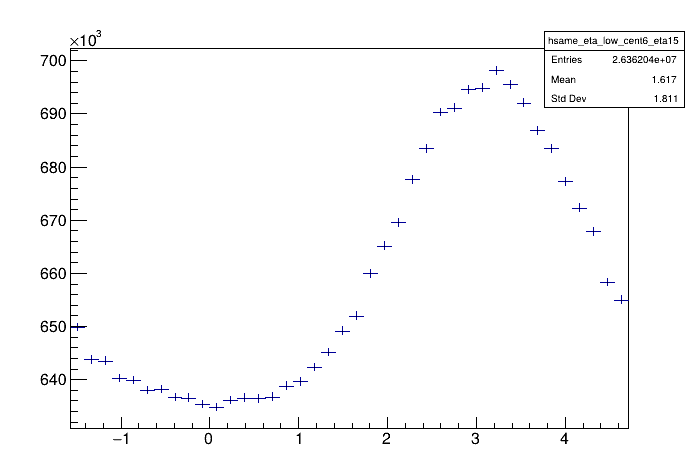 ×10³
hsame_eta_low_cent6_eta15
Entries 2.636204e+07
Mean 1.617
Std Dev 1.811
700
690
680
670
660
650
640
−1 0 1 2 3 4